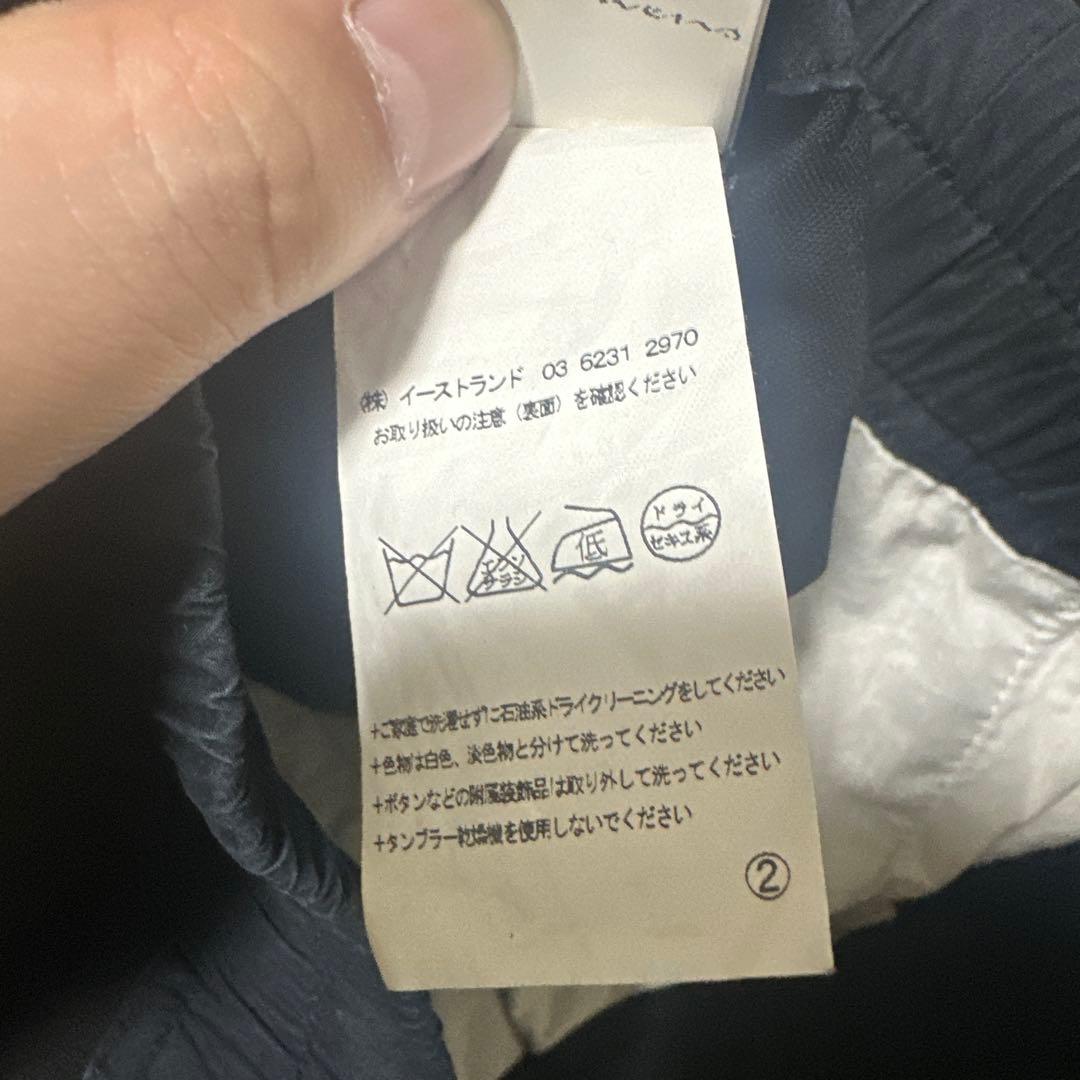 ㈱ イーストランド 03 6231 2970
お取り扱いの注意（裏面）を確認ください
エンソ
サラシ
低
ドライ
セキユ系
+ご家庭で洗濯せずに石油系ドライクリーニングをしてください
+色物は白色、淡色物と分けて洗ってください
+ボタンなどの附属装飾品は取り外して洗ってください
+タンブラー乾燥機を使用しないでください
②